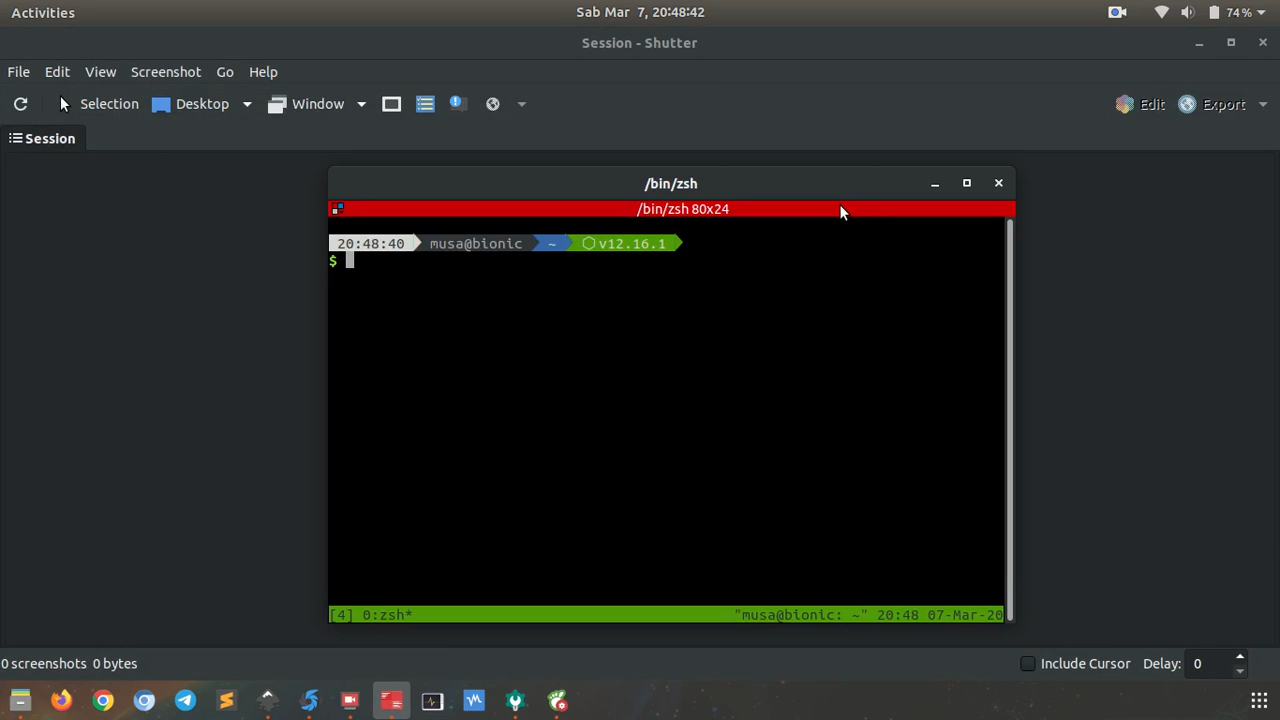 Activities
Sab Mar 7, 20:48:42
74%
Session - Shutter
File Edit View Screenshot Go Help
Selection Desktop Window
Edit Export
Session
/bin/zsh
/bin/zsh 80x24
20:48:40 musa@bionic ~ v12.16.1
$
[4] 0:zsh* "musa@bionic: ~" 20:48 07-Mar-20
0 screenshots 0 bytes
Include Cursor Delay: 0